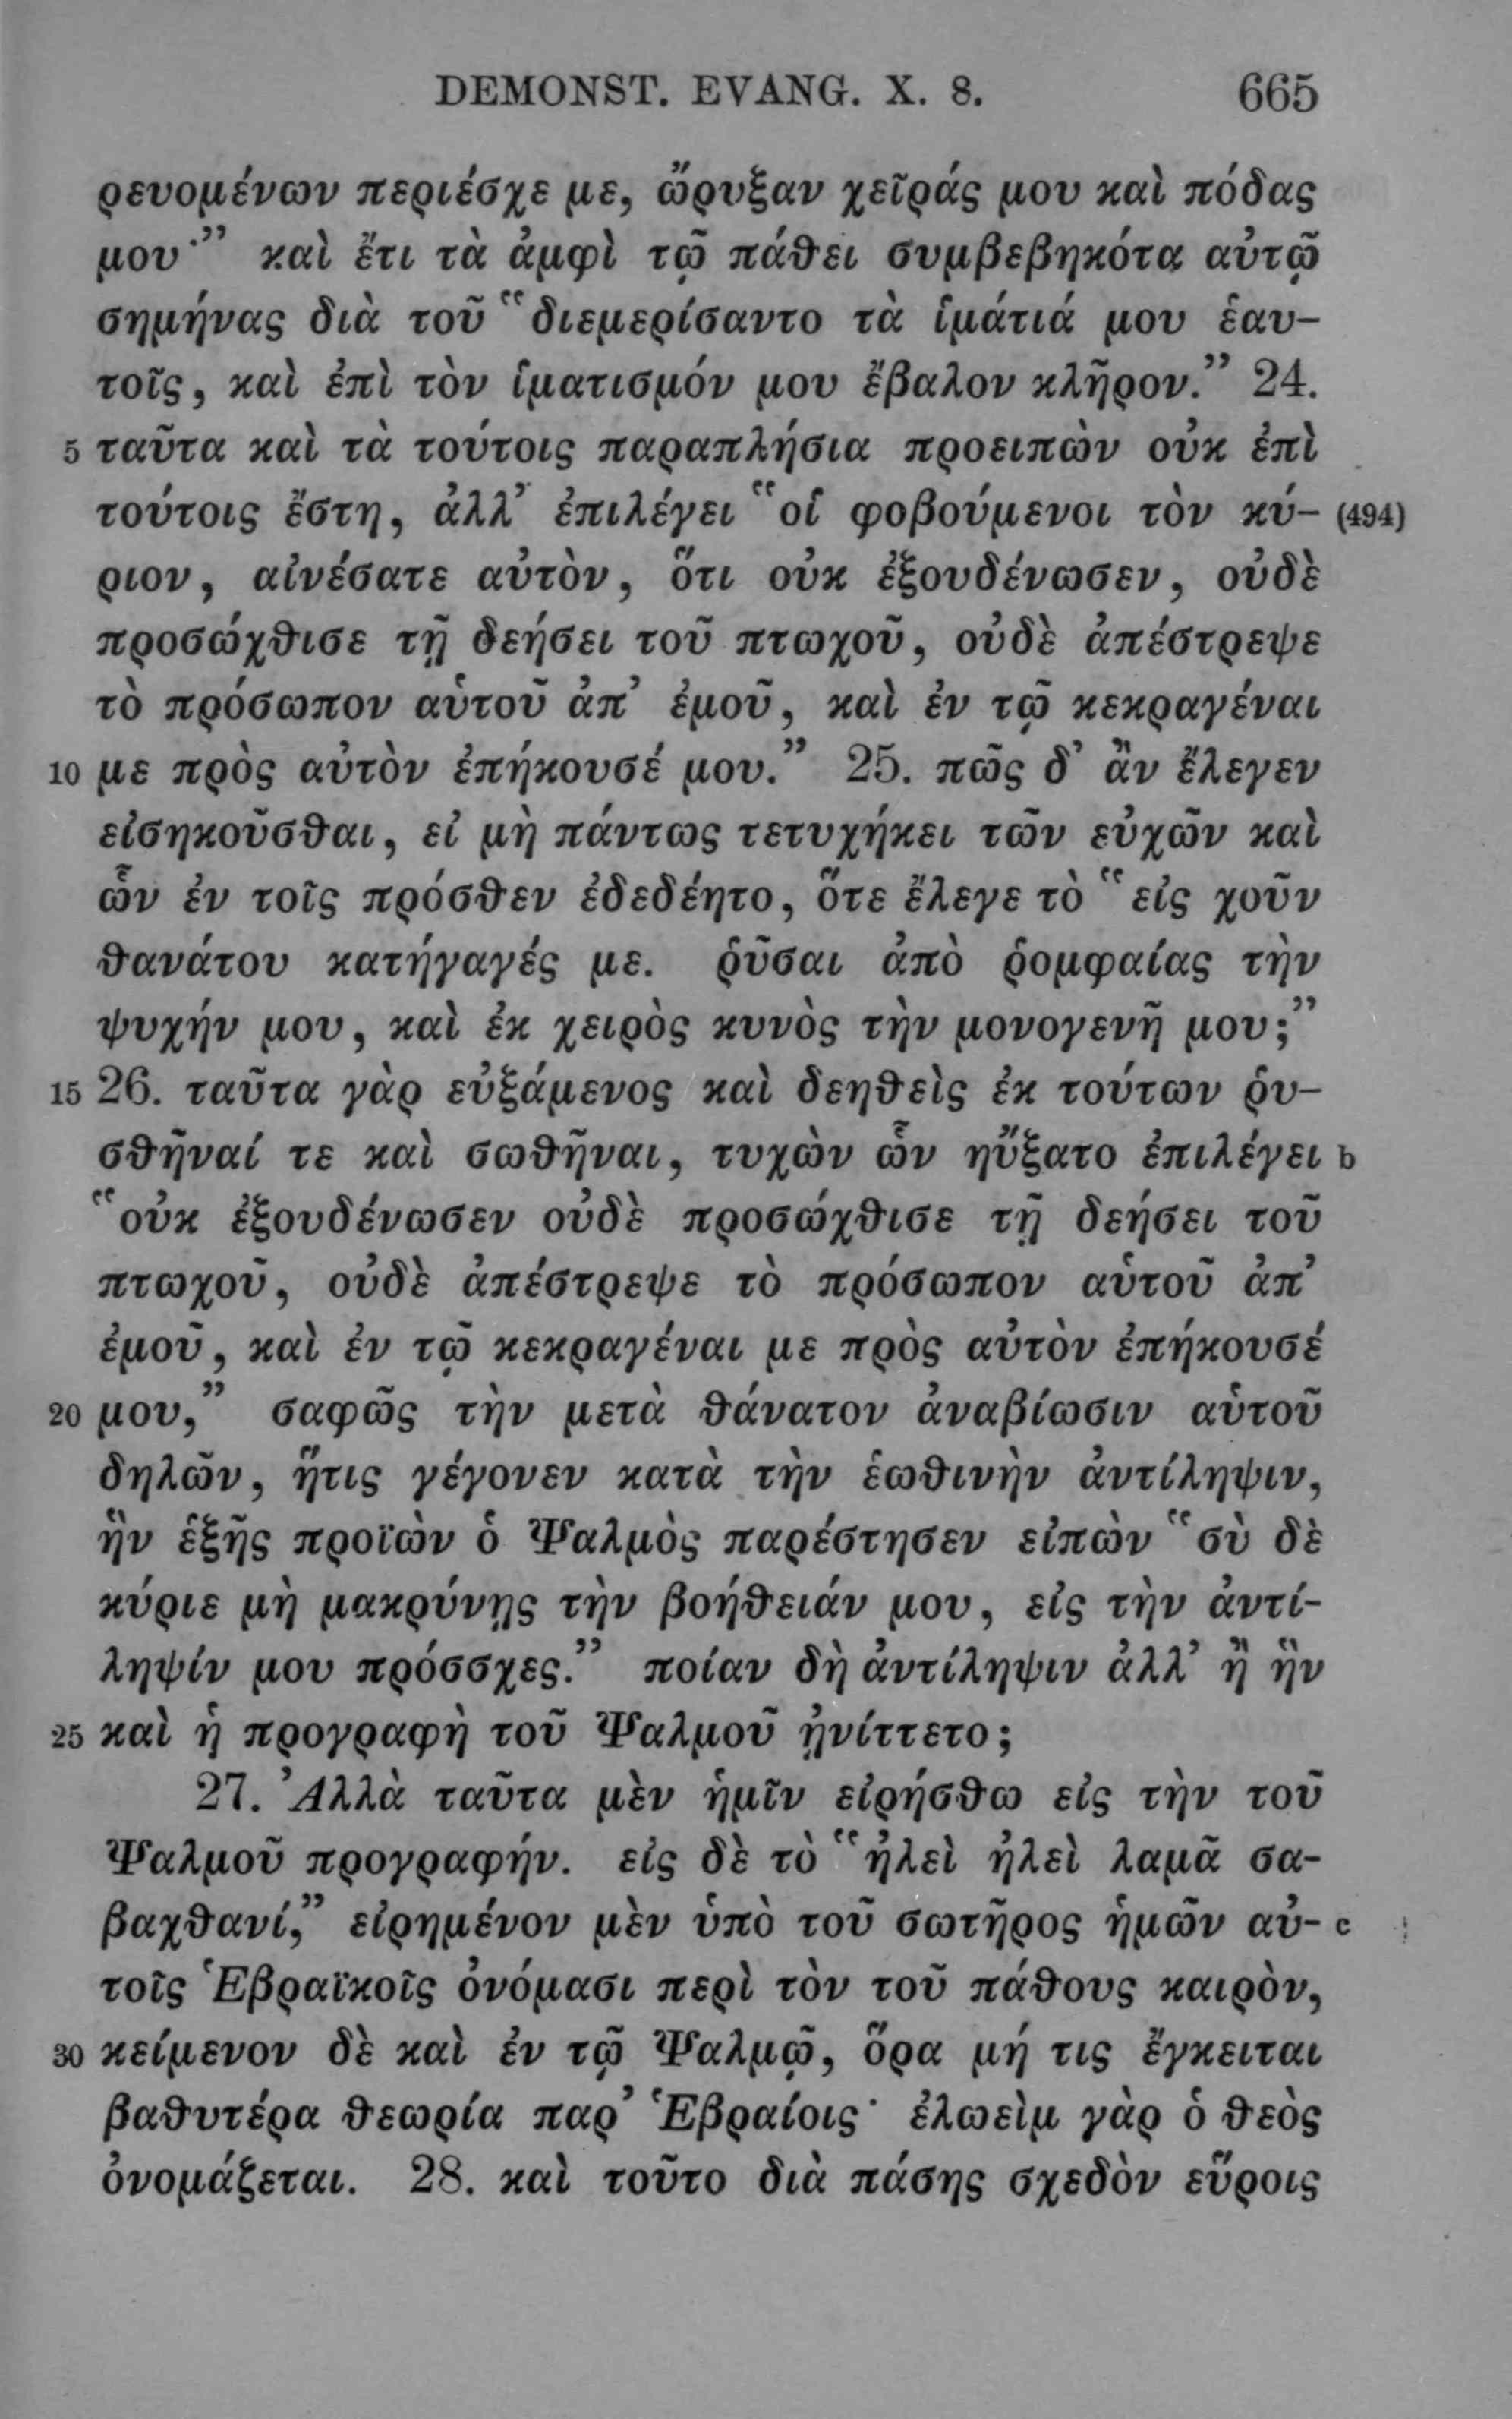 DEMONST. EVANG. X. 8. 665
ρευομένων περιέσχε με, ὤρυξαν χεῖράς μου καὶ πόδας
μου·” καὶ ἔτι τὰ ἀμφὶ τῷ πάθει συμβεβηκότα αὐτῷ
σημήνας διὰ τοῦ “διεμερίσαντο τὰ ἱμάτιά μου ἑαυ-
τοῖς, καὶ ἐπὶ τὸν ἱματισμόν μου ἔβαλον κλῆρον.” 24.
5 ταῦτα καὶ τὰ τούτοις παραπλήσια προειπὼν οὐκ ἐπὶ
τούτοις ἔστη, ἀλλ’ ἐπιλέγει “οἱ φοβούμενοι τὸν κύ- (494)
ριον, αἰνέσατε αὐτὸν, ὅτι οὐκ ἐξουδένωσεν, οὐδὲ
προσώχθισε τῇ δεήσει τοῦ πτωχοῦ, οὐδὲ ἀπέστρεψε
τὸ πρόσωπον αὑτοῦ ἀπ’ ἐμοῦ, καὶ ἐν τῷ κεκραγέναι
10 με πρὸς αὐτὸν ἐπήκουσέ μου.” 25. πῶς δ’ ἂν ἔλεγεν
εἰσηκοῦσθαι, εἰ μὴ πάντως τετυχήκει τῶν εὐχῶν καὶ
ὧν ἐν τοῖς πρόσθεν ἐδεδέητο, ὅτε ἔλεγε τὸ “εἰς χοῦν
θανάτου κατήγαγές με. ῥῦσαι ἀπὸ ῥομφαίας τὴν
ψυχήν μου, καὶ ἐκ χειρὸς κυνὸς τὴν μονογενῆ μου;”
15 26. ταῦτα γὰρ εὐξάμενος καὶ δεηθεὶς ἐκ τούτων ῥυ-
σθῆναί τε καὶ σωθῆναι, τυχὼν ὧν ηὔξατο ἐπιλέγει b
“οὐκ ἐξουδένωσεν οὐδὲ προσώχθισε τῇ δεήσει τοῦ
πτωχοῦ, οὐδὲ ἀπέστρεψε τὸ πρόσωπον αὑτοῦ ἀπ’
ἐμοῦ, καὶ ἐν τῷ κεκραγέναι με πρὸς αὐτὸν ἐπήκουσέ
20 μου,” σαφῶς τὴν μετὰ θάνατον ἀναβίωσιν αὑτοῦ
δηλῶν, ἥτις γέγονεν κατὰ τὴν ἑωθινὴν ἀντίληψιν,
ἣν ἑξῆς προϊὼν ὁ Ψαλμὸς παρέστησεν εἰπὼν “σὺ δὲ
κύριε μὴ μακρύνῃς τὴν βοήθειάν μου, εἰς τὴν ἀντί-
ληψίν μου πρόσσχες.” ποίαν δὴ ἀντίληψιν ἀλλ’ ἢ ἣν
25 καὶ ἡ προγραφὴ τοῦ Ψαλμοῦ ᾐνίττετο;
27. Ἀλλὰ ταῦτα μὲν ἡμῖν εἰρήσθω εἰς τὴν τοῦ
Ψαλμοῦ προγραφήν. εἰς δὲ τὸ “ἠλεὶ ἠλεὶ λαμᾶ σα-
βαχθανί,” εἰρημένον μὲν ὑπὸ τοῦ σωτῆρος ἡμῶν αὐ- c
τοῖς Ἑβραϊκοῖς ὀνόμασι περὶ τὸν τοῦ πάθους καιρὸν,
30 κείμενον δὲ καὶ ἐν τῷ Ψαλμῷ, ὅρα μή τις ἔγκειται
βαθυτέρα θεωρία παρ’ Ἑβραίοις· ἐλωεὶμ γὰρ ὁ θεὸς
ὀνομάζεται. 28. καὶ τοῦτο διὰ πάσης σχεδὸν εὕροις